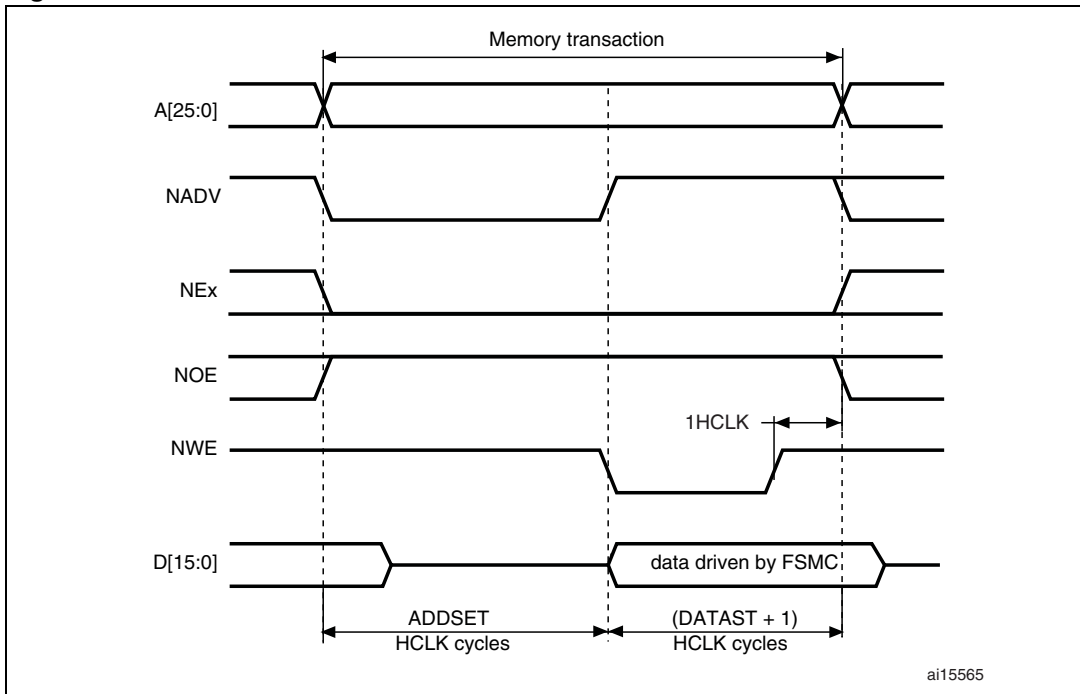 Memory transaction
A[25:0]
NADV
NEx
NOE
1HCLK
NWE
D[15:0]
data driven by FSMC
ADDSET
HCLK cycles
(DATAST + 1)
HCLK cycles
ai15565